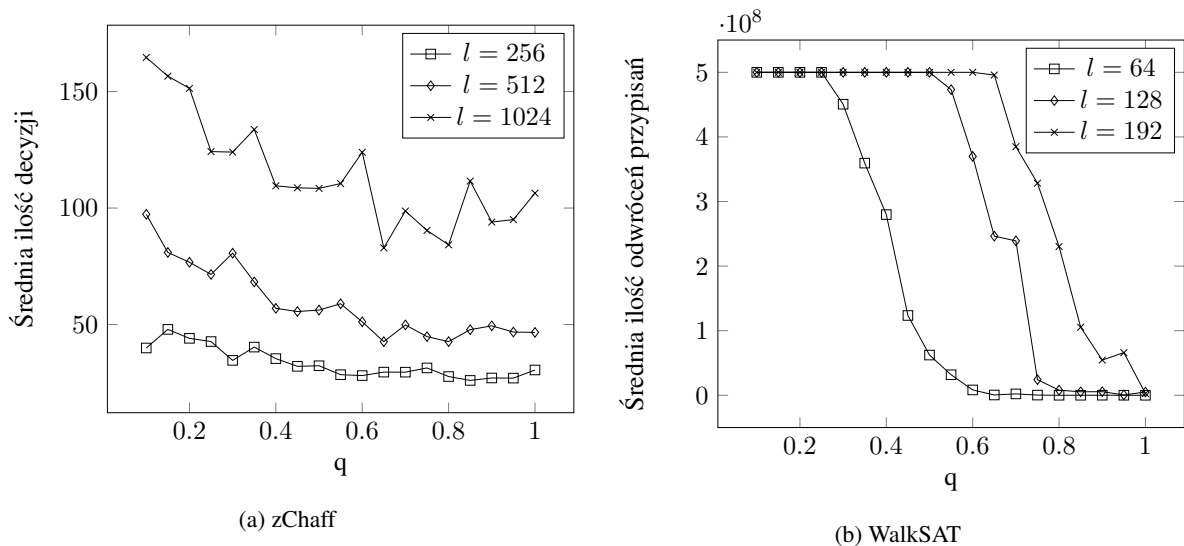 Średnia ilość decyzji
150
100
50
0.2
0.4
0.6
0.8
1
q
l = 256
l = 512
l = 1024
(a) zChaff
·10⁸
Średnia ilość odwróceń przypisań
5
4
3
2
1
0
0.2
0.4
0.6
0.8
1
q
l = 64
l = 128
l = 192
(b) WalkSAT